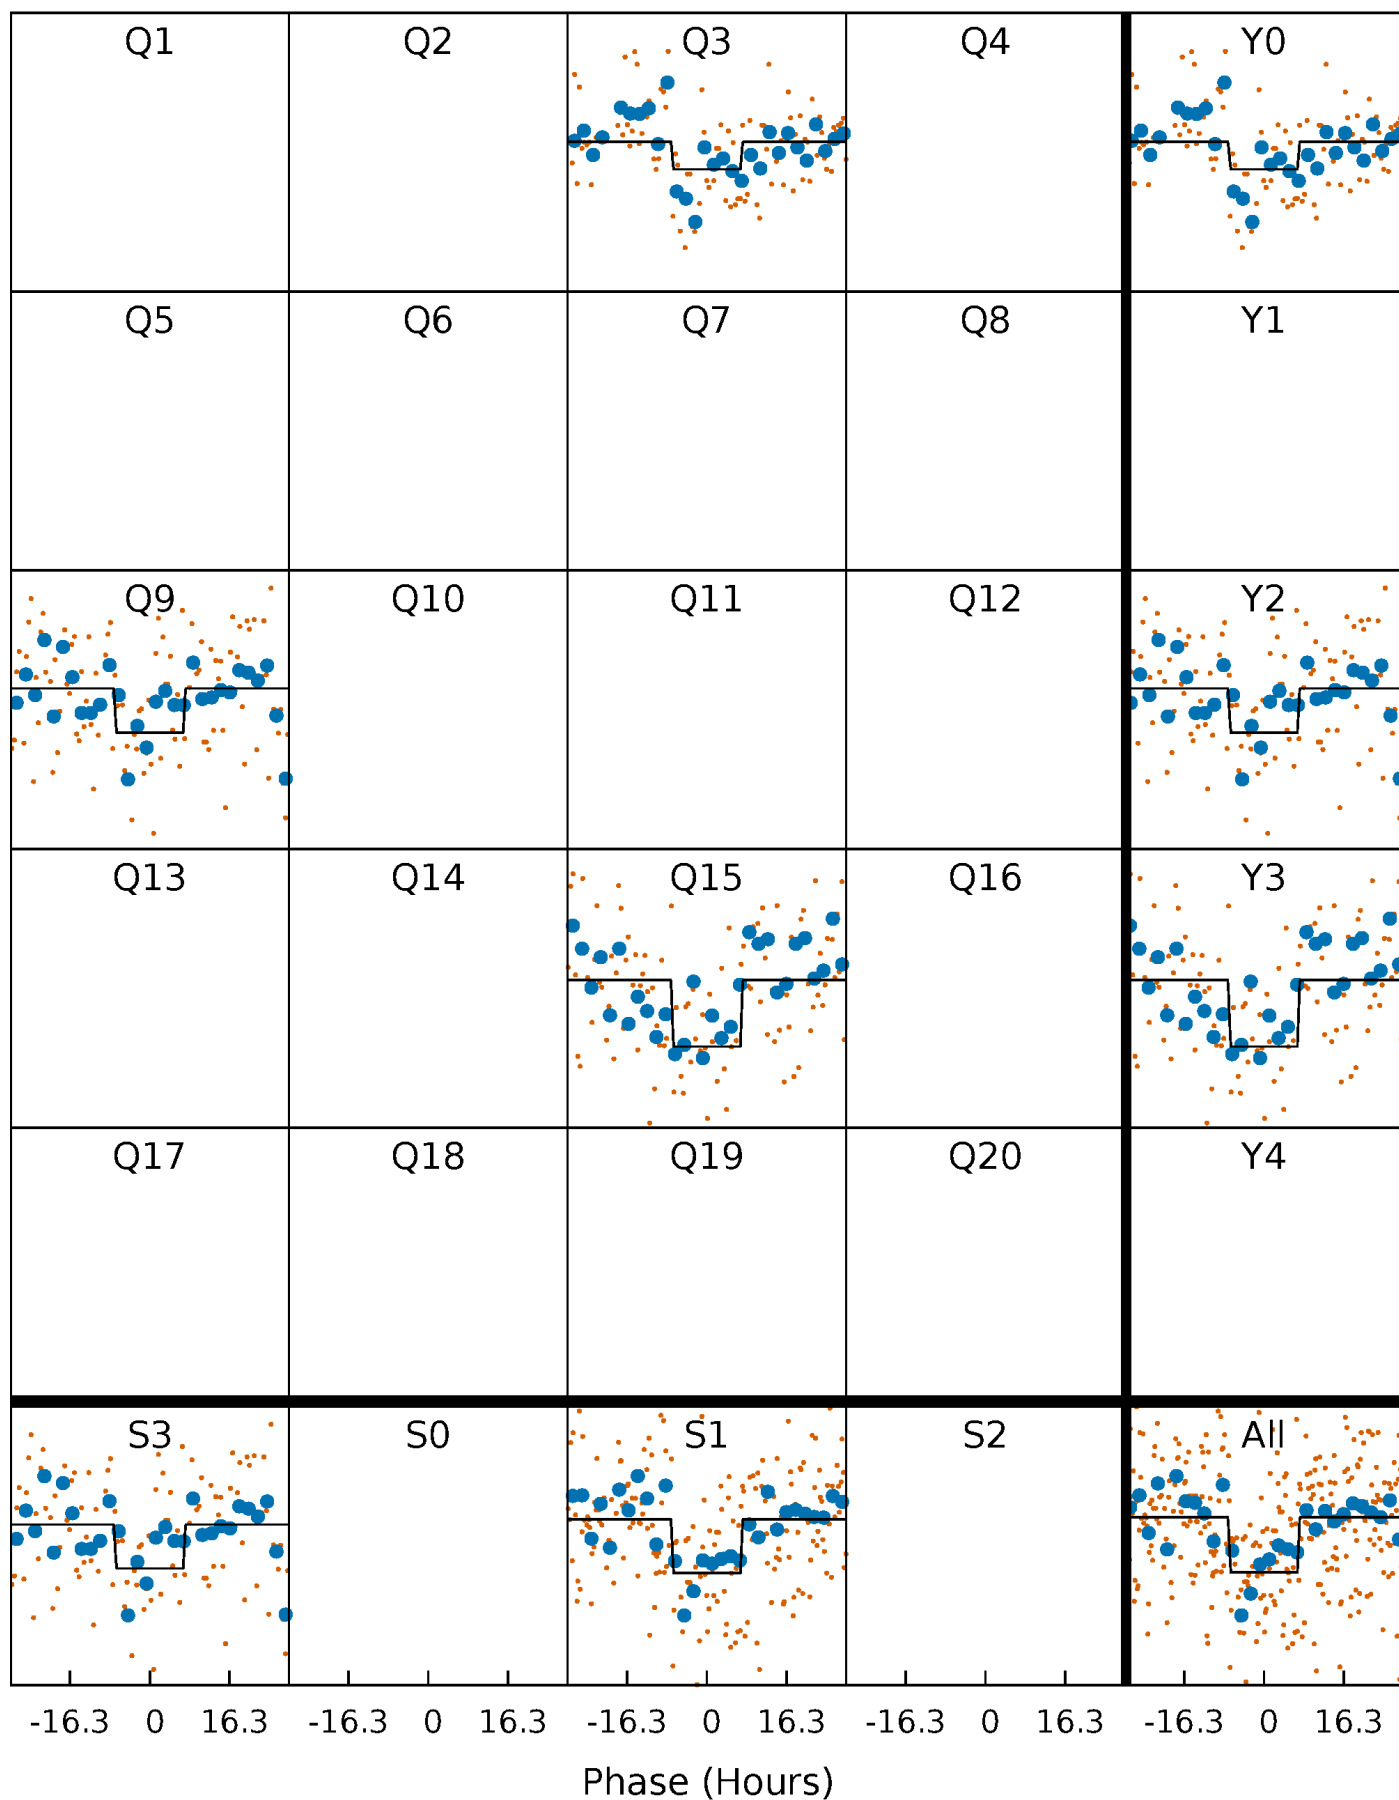 Q1 Q2 Q3 Q4 Y0
Q5 Q6 Q7 Q8 Y1
Q9 Q10 Q11 Q12 Y2
Q13 Q14 Q15 Q16 Y3
Q17 Q18 Q19 Q20 Y4
S3 S0 S1 S2 All
-16.3 0 16.3 -16.3 0 16.3 -16.3 0 16.3 -16.3 0 16.3 -16.3 0 16.3
Phase (Hours)